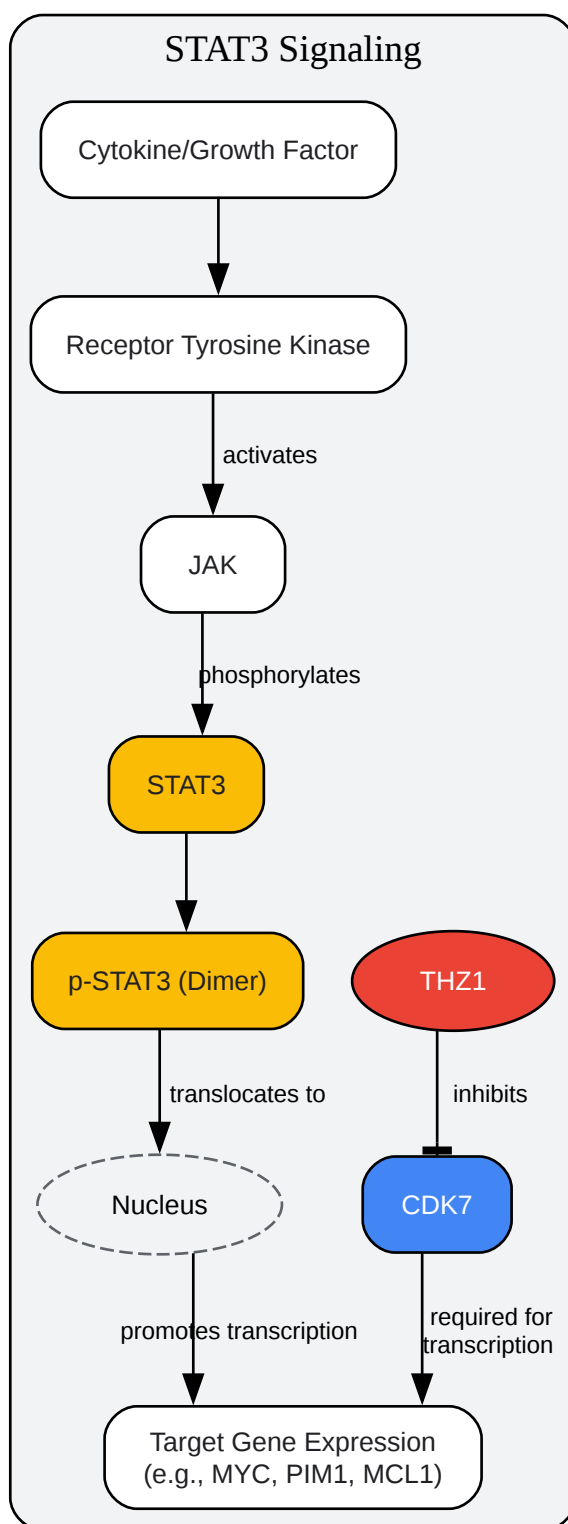 STAT3 Signaling
Cytokine/Growth Factor
Receptor Tyrosine Kinase
activates
JAK
phosphorylates
STAT3
p-STAT3 (Dimer)
THZ1
translocates to
inhibits
Nucleus
CDK7
promotes transcription
required for
transcription
Target Gene Expression
(e.g., MYC, PIM1, MCL1)